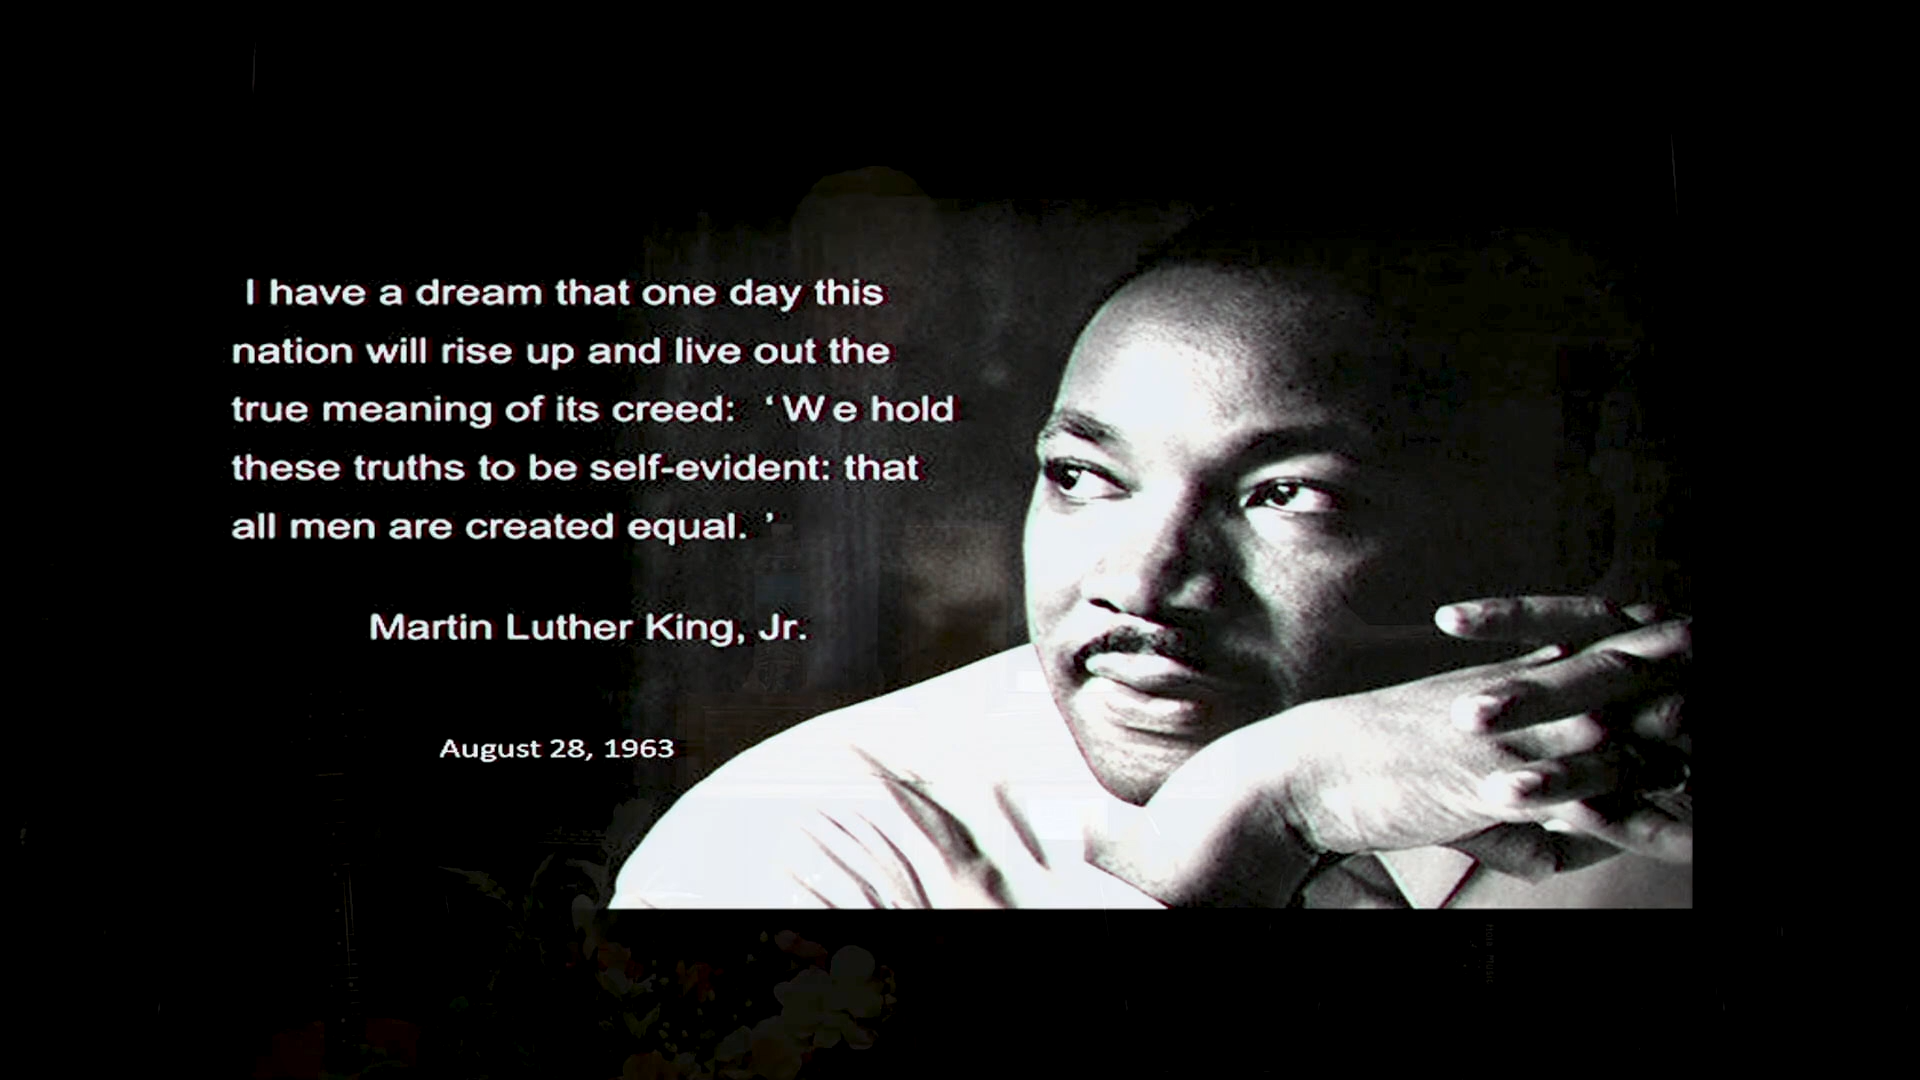 I have a dream that one day this
nation will rise up and live out the
true meaning of its creed: ‘We hold
these truths to be self-evident: that
all men are created equal. ’
Martin Luther King, Jr.
August 28, 1963